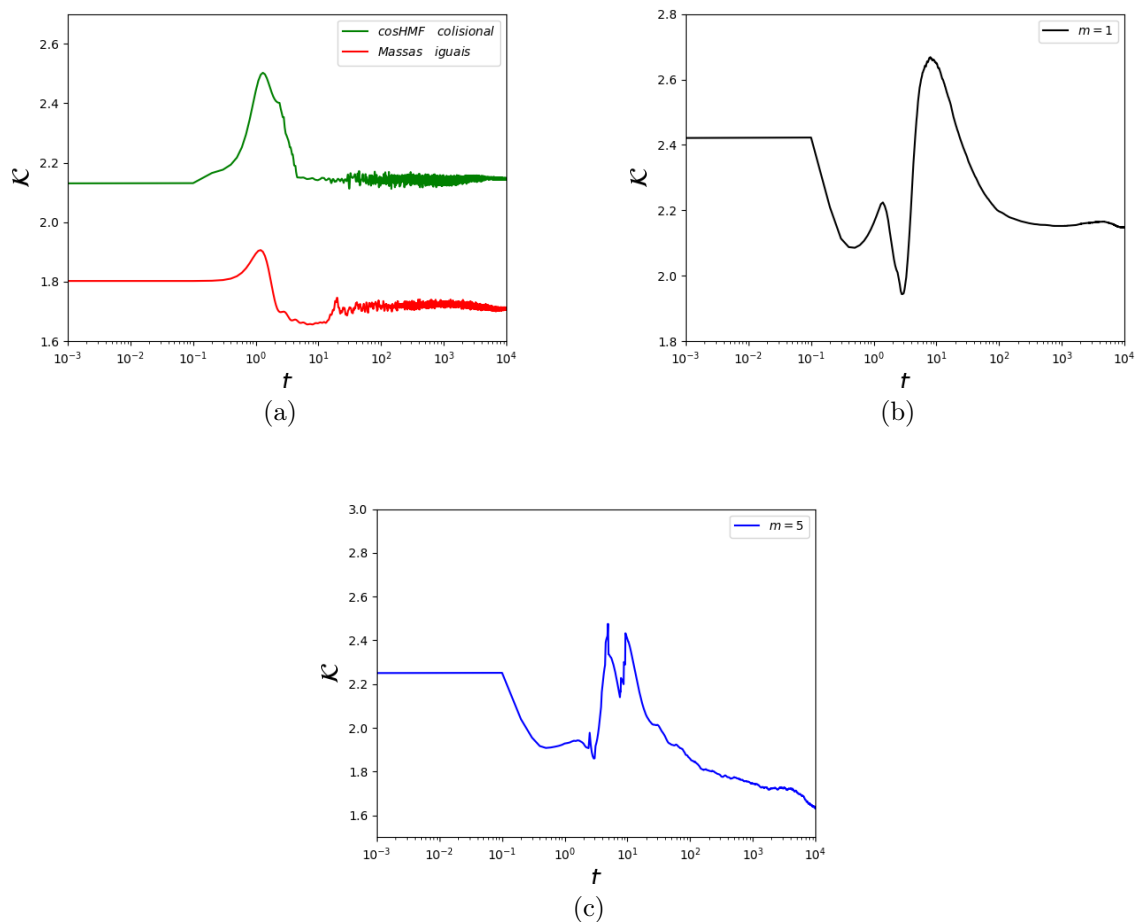 2.6
2.4
2.2
2.0
1.8
1.6
𝒦
10⁻³ 10⁻² 10⁻¹ 10⁰ 10¹ 10² 10³ 10⁴
t
cosHMF colisional
Massas iguais
(a)
2.8
2.6
2.4
2.2
2.0
1.8
𝒦
10⁻³ 10⁻² 10⁻¹ 10⁰ 10¹ 10² 10³ 10⁴
t
m = 1
(b)
3.0
2.8
2.6
2.4
2.2
2.0
1.8
1.6
𝒦
10⁻³ 10⁻² 10⁻¹ 10⁰ 10¹ 10² 10³ 10⁴
t
m = 5
(c)